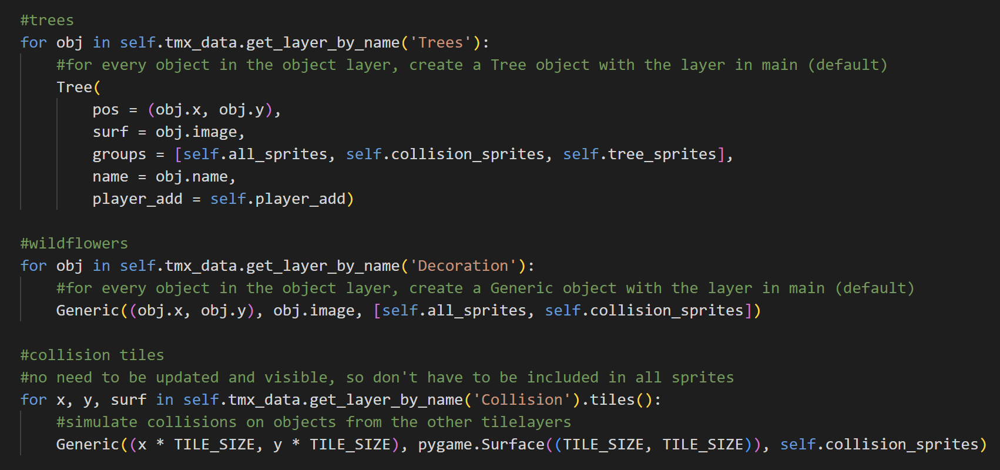 #trees
for obj in self.tmx_data.get_layer_by_name('Trees'):
    #for every object in the object layer, create a Tree object with the layer in main (default)
    Tree(
        pos = (obj.x, obj.y),
        surf = obj.image,
        groups = [self.all_sprites, self.collision_sprites, self.tree_sprites],
        name = obj.name,
        player_add = self.player_add)

#wildflowers
for obj in self.tmx_data.get_layer_by_name('Decoration'):
    #for every object in the object layer, create a Generic object with the layer in main (default)
    Generic((obj.x, obj.y), obj.image, [self.all_sprites, self.collision_sprites])

#collision tiles
#no need to be updated and visible, so don't have to be included in all sprites
for x, y, surf in self.tmx_data.get_layer_by_name('Collision').tiles():
    #simulate collisions on objects from the other tilelayers
    Generic((x * TILE_SIZE, y * TILE_SIZE), pygame.Surface((TILE_SIZE, TILE_SIZE)), self.collision_sprites)